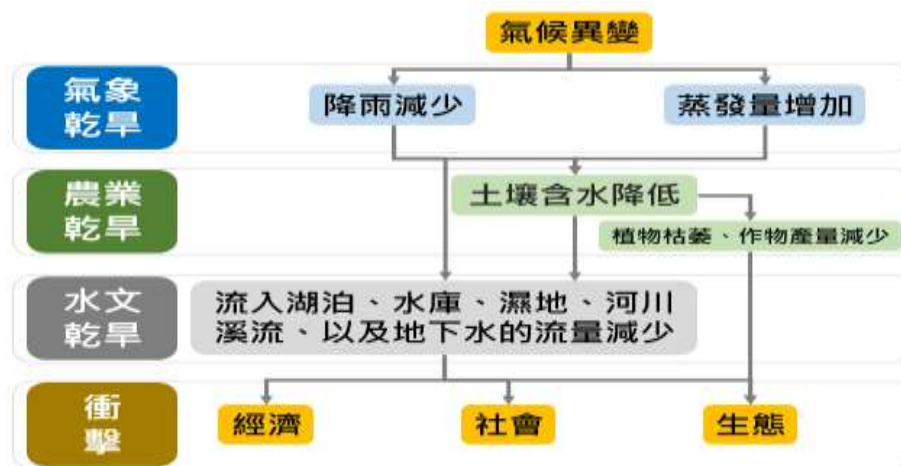 氣候異變
氣象
乾旱
降雨減少
蒸發量增加
農業
乾旱
土壤含水降低
植物枯萎、作物產量減少
水文
乾旱
流入湖泊、水庫、濕地、河川
溪流、以及地下水的流量減少
衝
擊
經濟
社會
生態